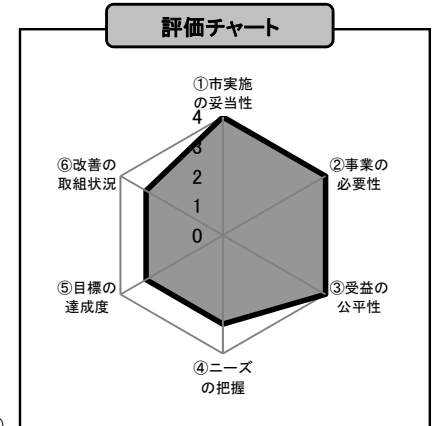 評価チャート
①市実施
の妥当性
4
3
2
1
0
②事業の
必要性
③受益の
公平性
④ニーズ
の把握
⑤目標の
達成度
⑥改善の
取組状況